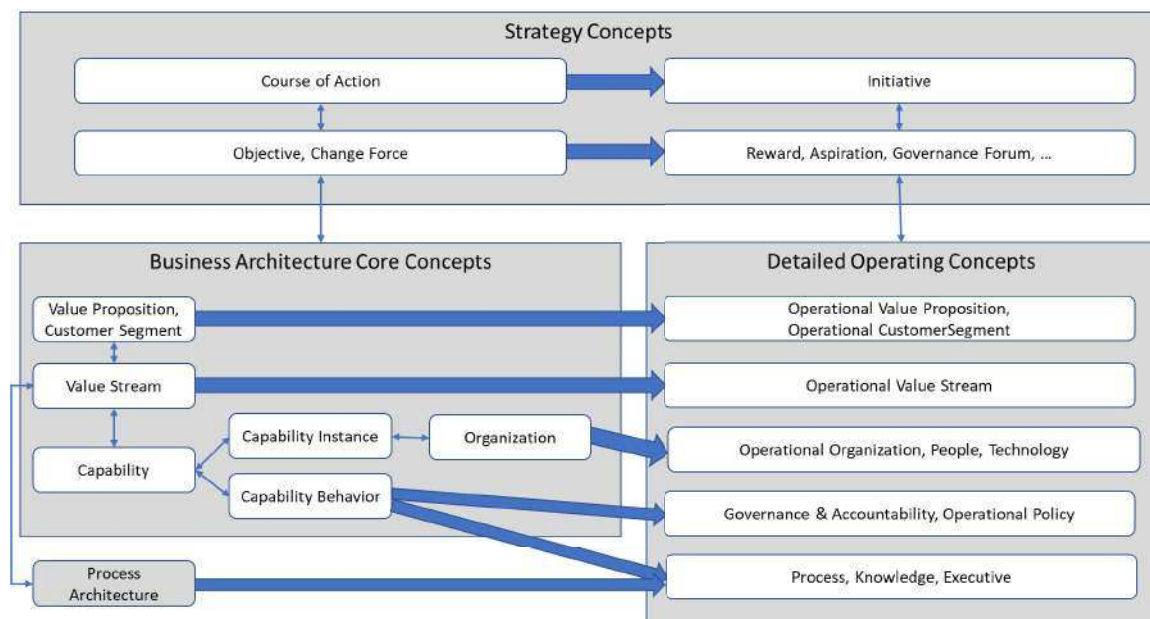 Strategy Concepts
Course of Action
Initiative
Objective, Change Force
Reward, Aspiration, Governance Forum, ...
Business Architecture Core Concepts
Value Proposition,
Customer Segment
Value Stream
Capability Instance
Organization
Capability
Capability Behavior
Process
Architecture
Detailed Operating Concepts
Operational Value Proposition,
Operational CustomerSegment
Operational Value Stream
Operational Organization, People, Technology
Governance & Accountability, Operational Policy
Process, Knowledge, Executive